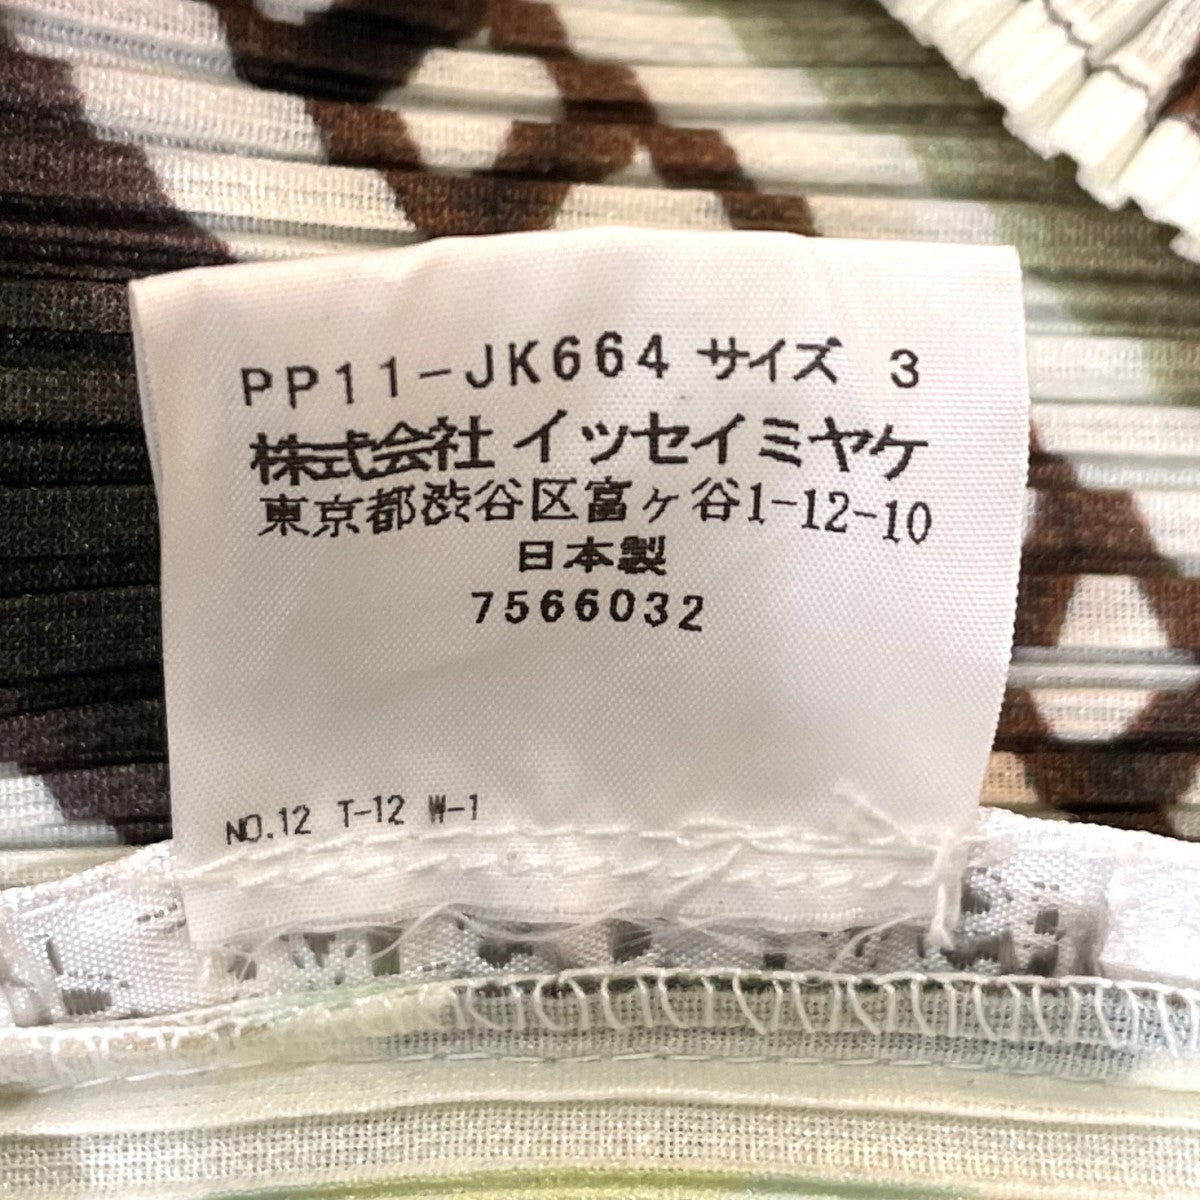 PP11-JK664 サイズ 3
株式会社 イッセイミヤケ
東京都渋谷区富ヶ谷1-12-10
日本製
7566032
NO.12 T-12 W-1